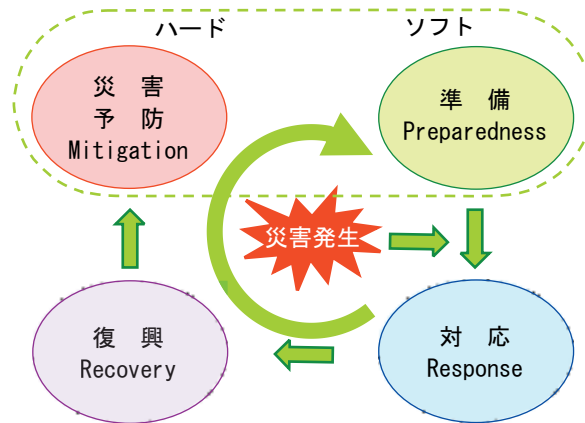 ハード
ソフト
災　害
予　防
Mitigation
準　備
Preparedness
災害発生
復　興
Recovery
対　応
Response